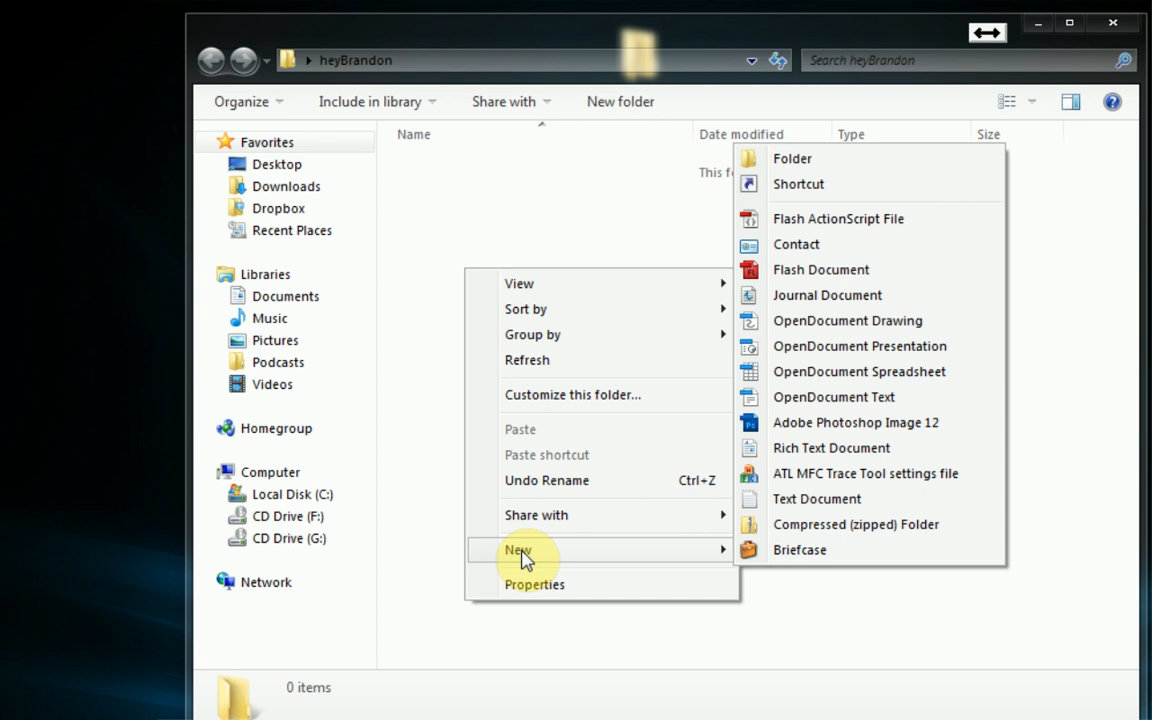 heyBrandon
Search heyBrandon
Organize
Include in library
Share with
New folder
Name
Date modified
Type
Size
Favorites
Desktop
Downloads
Dropbox
Recent Places
Libraries
Documents
Music
Pictures
Podcasts
Videos
Homegroup
Computer
Local Disk (C:)
CD Drive (F:)
CD Drive (G:)
Network
This
View
Sort by
Group by
Refresh
Customize this folder...
Paste
Paste shortcut
Undo Rename Ctrl+Z
Share with
New
Properties
Folder
Shortcut
Flash ActionScript File
Contact
Flash Document
Journal Document
OpenDocument Drawing
OpenDocument Presentation
OpenDocument Spreadsheet
OpenDocument Text
Adobe Photoshop Image 12
Rich Text Document
ATL MFC Trace Tool settings file
Text Document
Compressed (zipped) Folder
Briefcase
0 items